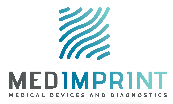 MEDIMPRINT
MEDICAL DEVICES AND DIAGNOSTICS